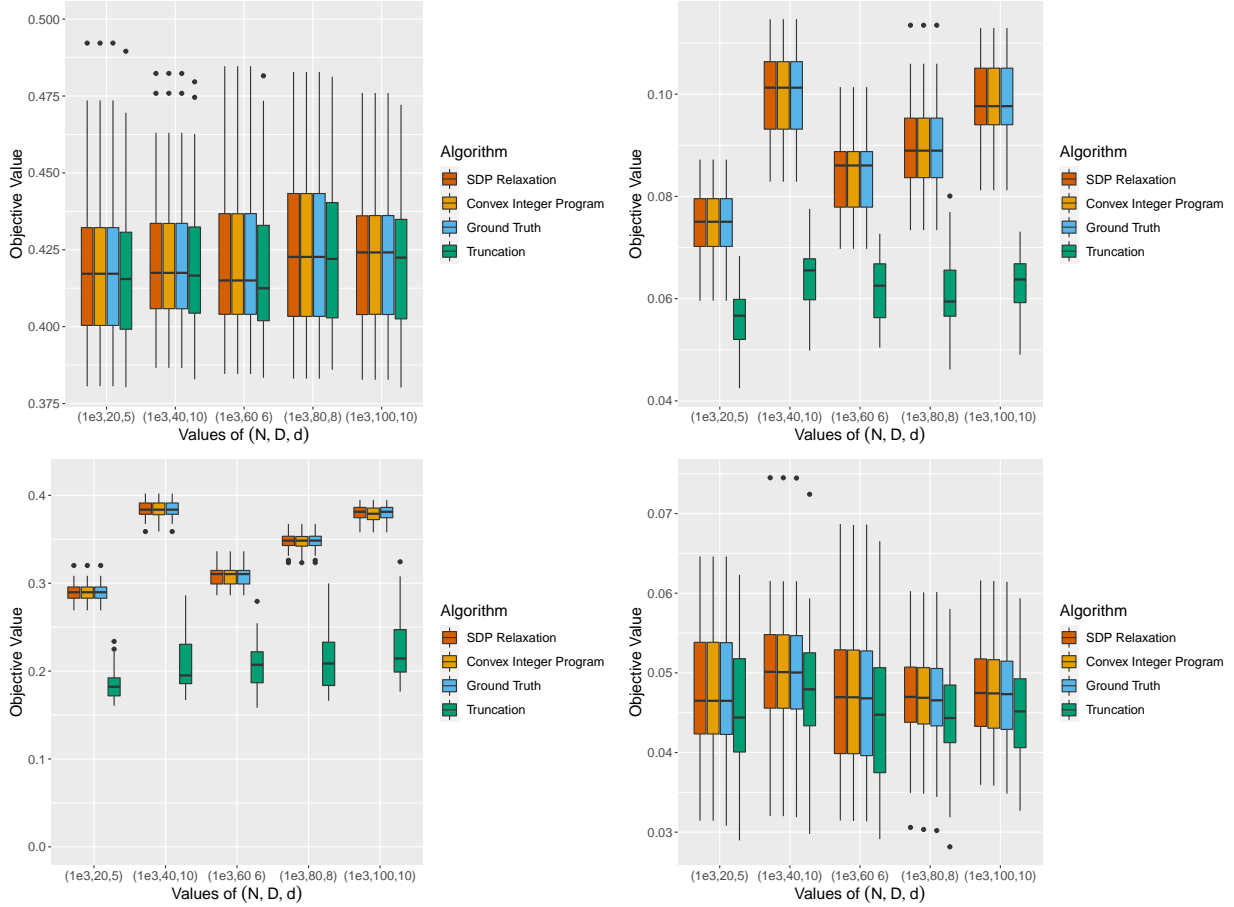 0.500
0.475
0.450
0.425
0.400
0.375
Objective Value
(1e3,20,5) (1e3,40,10) (1e3,60 6) (1e3,80,8) (1e3,100,10)
Values of (N, D, d)
Algorithm
SDP Relaxation
Convex Integer Program
Ground Truth
Truncation
0.10
0.08
0.06
0.04
Objective Value
(1e3,20,5) (1e3,40,10) (1e3,60 6) (1e3,80,8) (1e3,100,10)
Values of (N, D, d)
Algorithm
SDP Relaxation
Convex Integer Program
Ground Truth
Truncation
0.4
0.3
0.2
0.1
0.0
Objective Value
(1e3,20,5) (1e3,40,10) (1e3,60 6) (1e3,80,8) (1e3,100,10)
Values of (N, D, d)
Algorithm
SDP Relaxation
Convex Integer Program
Ground Truth
Truncation
0.07
0.06
0.05
0.04
0.03
Objective Value
(1e3,20,5) (1e3,40,10) (1e3,60 6) (1e3,80,8) (1e3,100,10)
Values of (N, D, d)
Algorithm
SDP Relaxation
Convex Integer Program
Ground Truth
Truncation